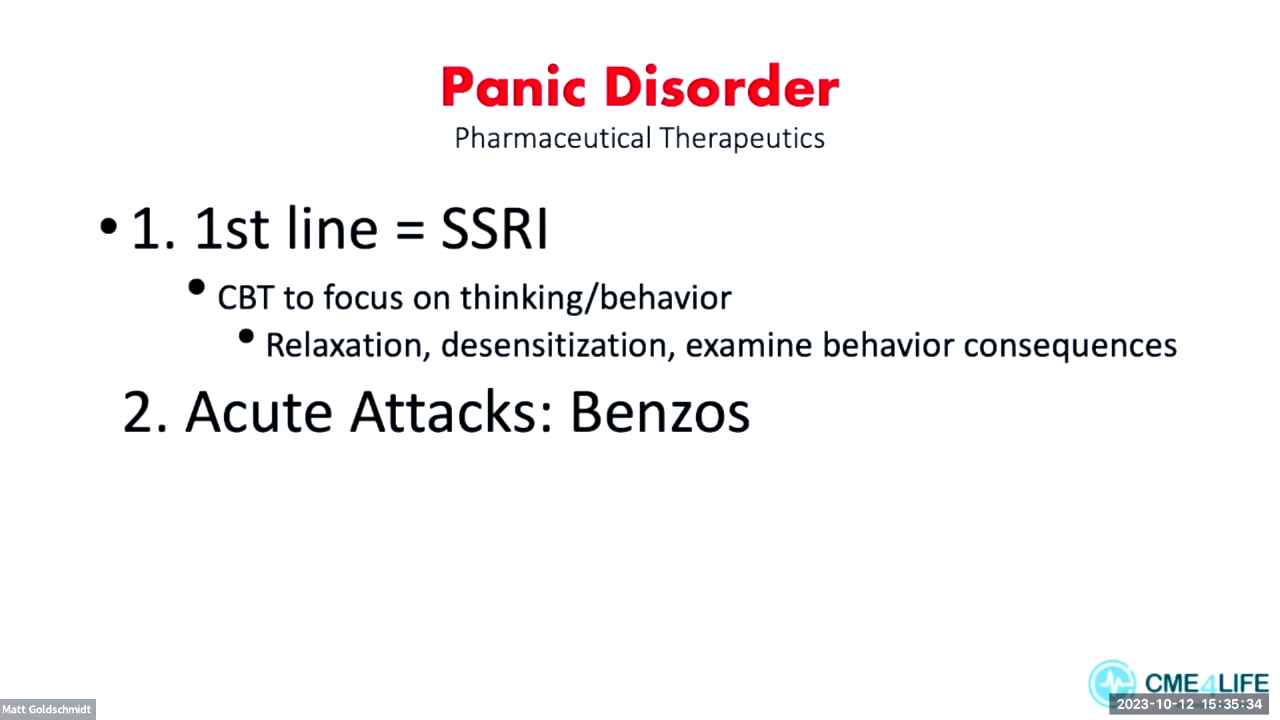 Panic Disorder
Pharmaceutical Therapeutics
• 1. 1st line = SSRI
• CBT to focus on thinking/behavior
• Relaxation, desensitization, examine behavior consequences
2. Acute Attacks: Benzos
CME4LIFE
Matt Goldschmidt
2023-10-12 15:35:34